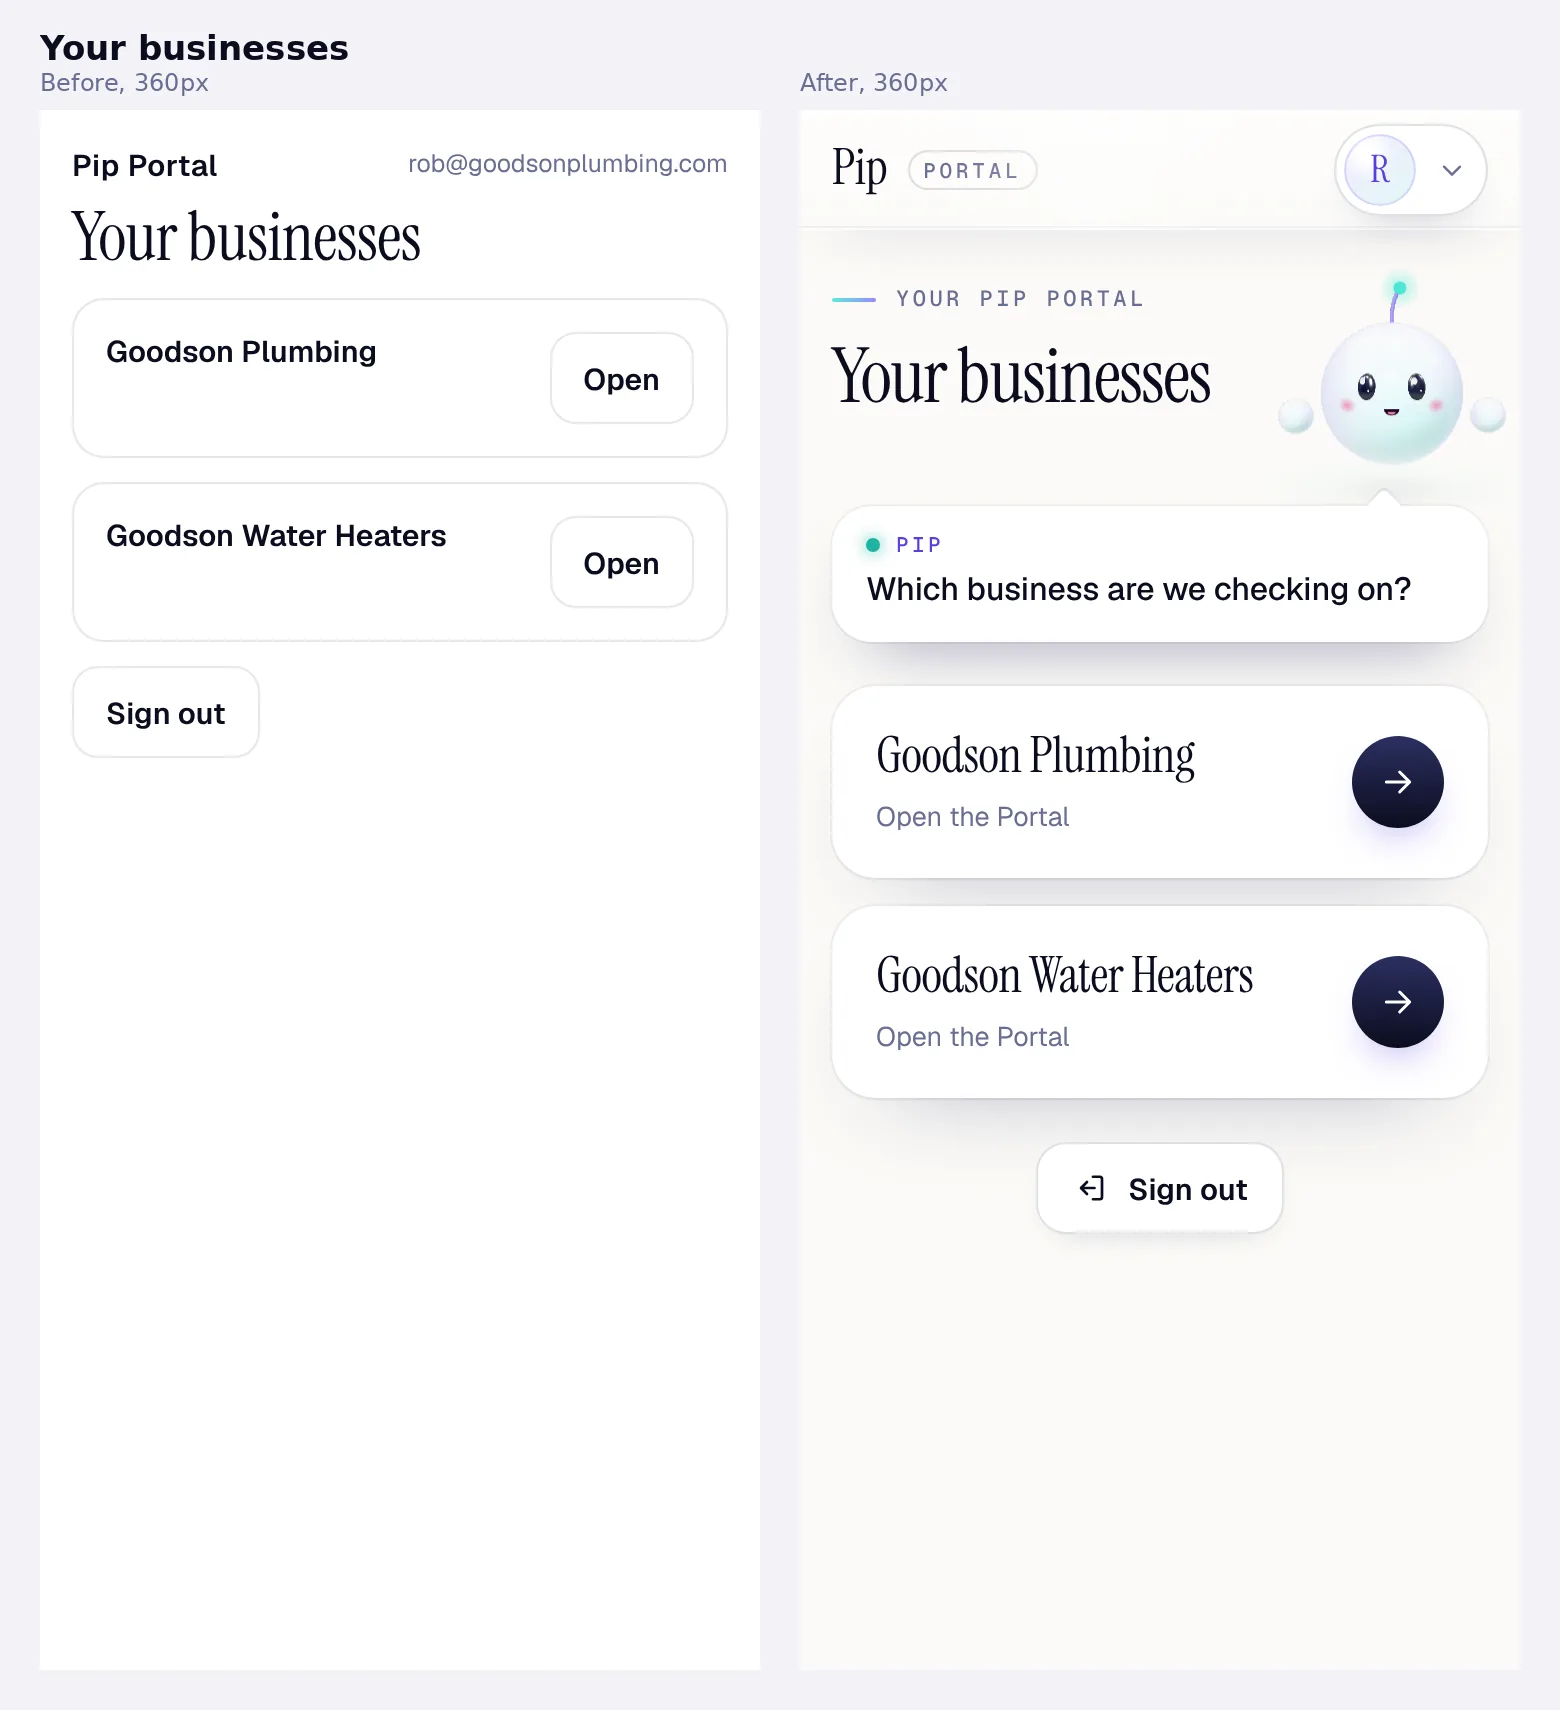 Your businesses
Before, 360px
Pip Portal
rob@goodsonplumbing.com
Your businesses
Goodson Plumbing
Open
Goodson Water Heaters
Open
Sign out
After, 360px
Pip
PORTAL
R
YOUR PIP PORTAL
Your businesses
PIP
Which business are we checking on?
Goodson Plumbing
Open the Portal
Goodson Water Heaters
Open the Portal
Sign out